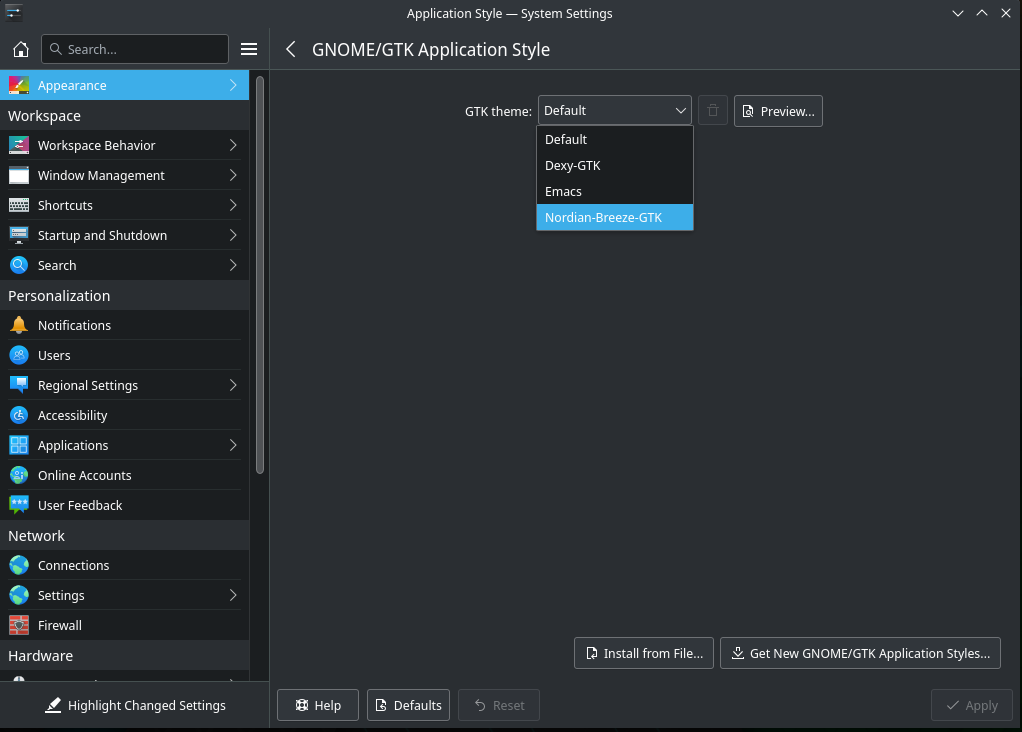 Application Style — System Settings
Search...
GNOME/GTK Application Style
Appearance
Workspace
Workspace Behavior
Window Management
Shortcuts
Startup and Shutdown
Search
Personalization
Notifications
Users
Regional Settings
Accessibility
Applications
Online Accounts
User Feedback
Network
Connections
Settings
Firewall
Hardware
Highlight Changed Settings
GTK theme: Default
Preview...
Default
Dexy-GTK
Emacs
Nordian-Breeze-GTK
Install from File...
Get New GNOME/GTK Application Styles...
Help
Defaults
Reset
Apply